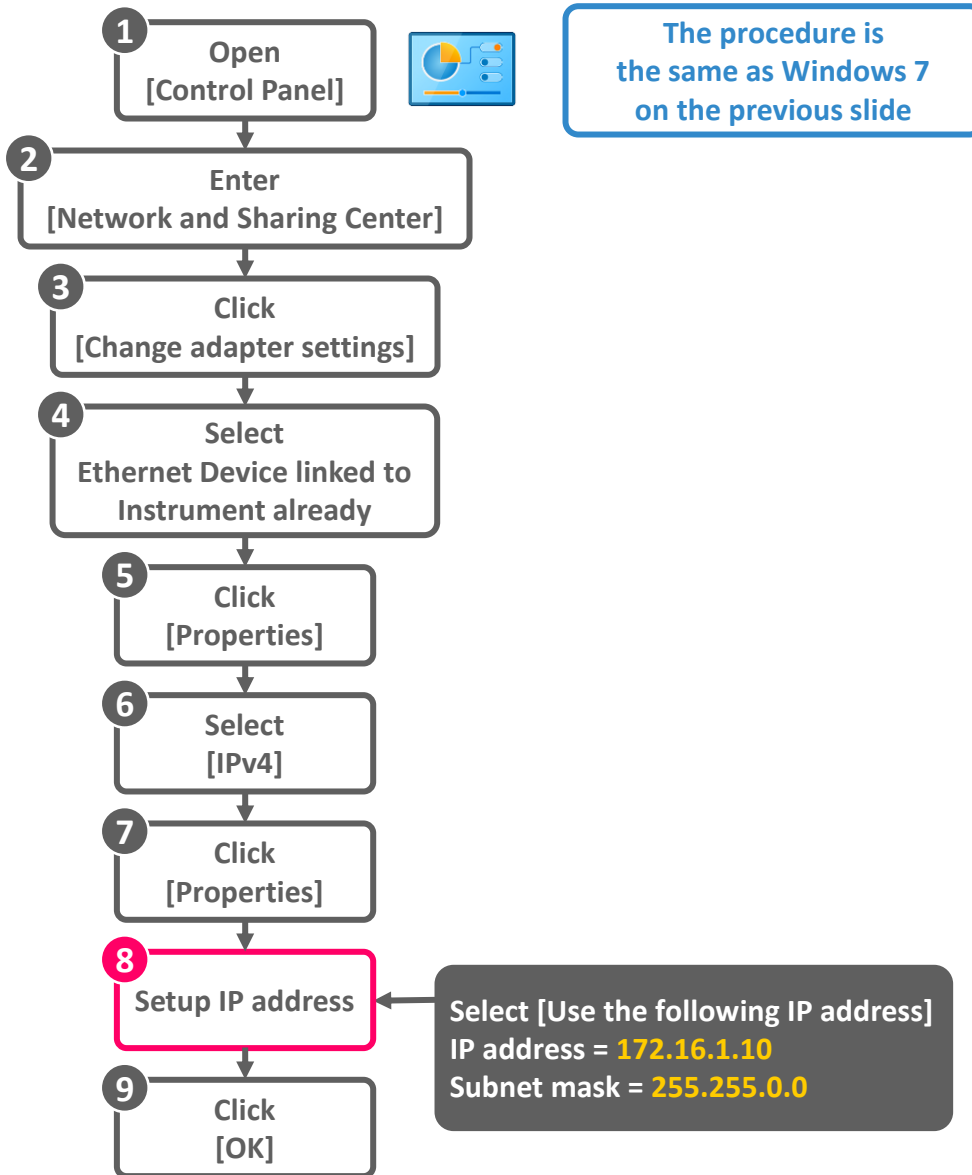 1
Open
[Control Panel]
The procedure is
the same as Windows 7
on the previous slide
2
Enter
[Network and Sharing Center]
3
Click
[Change adapter settings]
4
Select
Ethernet Device linked to
Instrument already
5
Click
[Properties]
6
Select
[IPv4]
7
Click
[Properties]
8
Setup IP address
Select [Use the following IP address]
IP address = 172.16.1.10
Subnet mask = 255.255.0.0
9
Click
[OK]